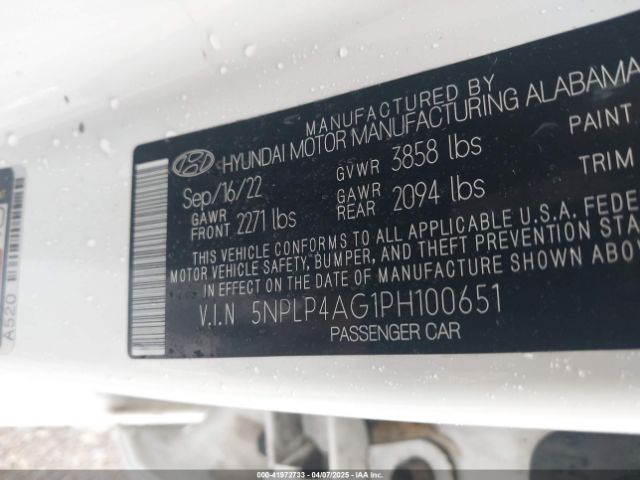 MANUFACTURED BY
HYUNDAI MOTOR MANUFACTURING ALABAMA
Sep/16/22 GVWR 3858 lbs PAINT
GAWR FRONT 2271 lbs GAWR REAR 2094 lbs TRIM
THIS VEHICLE CONFORMS TO ALL APPLICABLE U.S.A. FEDE
MOTOR VEHICLE SAFETY, BUMPER, AND THEFT PREVENTION STA
IN EFFECT ON THE DATE OF MANUFACTURE SHOWN ABOV
V.I.N 5NPLP4AG1PH100651
PASSENGER CAR
A520
000-41972733 - 04/07/2025 - IAACTP